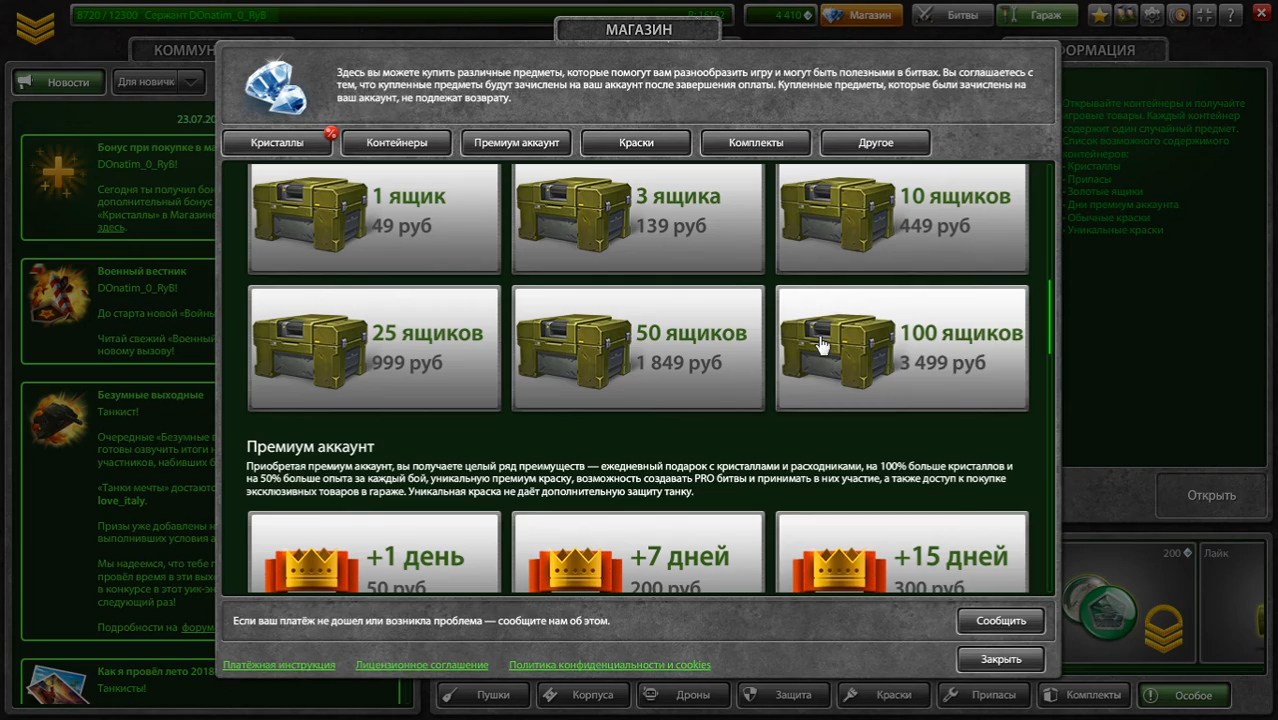 8720 / 12300 Сержант DOnatim_0_RyB
4 410
Магазин
Битвы
Гараж
?
МАГАЗИН
КОММУН
ФОРМАЦИЯ
Новости
Для новичк
23.07.20
Бонус при покупке в ма
DOnatim_0_RyB!
Сегодня ты получил бон
дополнительный бонус
«Кристаллы» в Магазине
здесь.
Военный вестник
DOnatim_0_RyB!
До старта новой «Войны
Читай свежий «Военный
новому вызову!
Безумные выходные
Танкист!
Очередные «Безумные в
готовы озвучить итоги и
участников, набивших б
«Танки мечты» достаютс
love_italy.
Призы уже добавлены н
выполнивших условия а
Мы надеемся, что тебе п
провёл время в эти вых
в конкурсе в этот уик-эн
следующий раз!
Подробности на форум
Как я провёл лето 2018
Танкисты!
Здесь вы можете купить различные предметы, которые помогут вам разнообразить игру и могут быть полезными в битвах. Вы соглашаетесь с
тем, что купленные предметы будут зачислены на ваш аккаунт после завершения оплаты. Купленные предметы, которые были зачислены на
ваш аккаунт, не подлежат возврату.
Кристаллы
%
Контейнеры
Премиум аккаунт
Краски
Комплекты
Другое
1 ящик
49 руб
3 ящика
139 руб
10 ящиков
449 руб
25 ящиков
999 руб
50 ящиков
1 849 руб
100 ящиков
3 499 руб
Премиум аккаунт
Приобретая премиум аккаунт, вы получаете целый ряд преимуществ — ежедневный подарок с кристаллами и расходниками, на 100% больше кристаллов и
на 50% больше опыта за каждый бой, уникальную премиум краску, возможность создавать PRO битвы и принимать в них участие, а также доступ к покупке
эксклюзивных товаров в гараже. Уникальная краска не даёт дополнительную защиту танку.
+1 день
50 руб
+7 дней
200 руб
+15 дней
300 руб
Если ваш платёж не дошел или возникла проблема — сообщите нам об этом.
Сообщить
Платёжная инструкция
Лицензионное соглашение
Политика конфиденциальности и cookies
Закрыть
Открывайте контейнеры и получайте
игровые товары. Каждый контейнер
содержит один случайный предмет.
Список возможного содержимого
контейнеров:
- Кристаллы
- Припасы
- Золотые ящики
- Дни премиум аккаунта
- Обычные краски
- Уникальные краски
Открыть
200
Лайк
Пушки
Корпуса
Дроны
Защита
Краски
Припасы
Комплекты
Особое